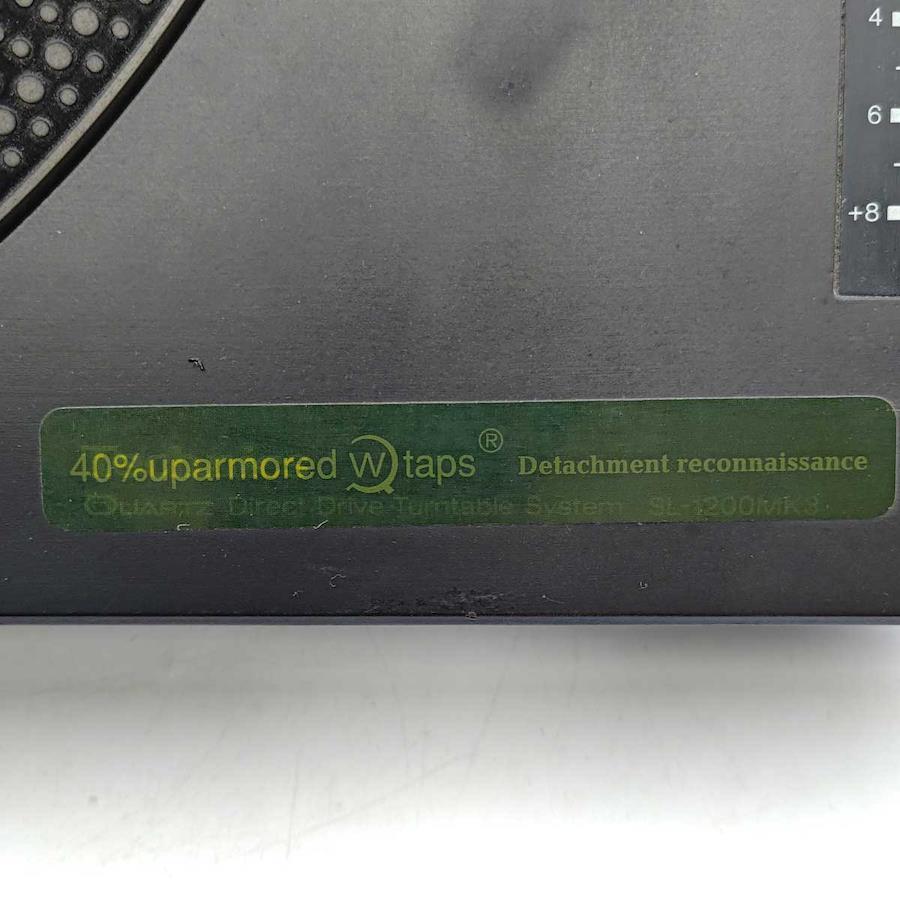 4
6
+8
40%uparmored Wtaps® Detachment reconnaissance
Quartz Direct Drive Turntable System SL-1200MK3